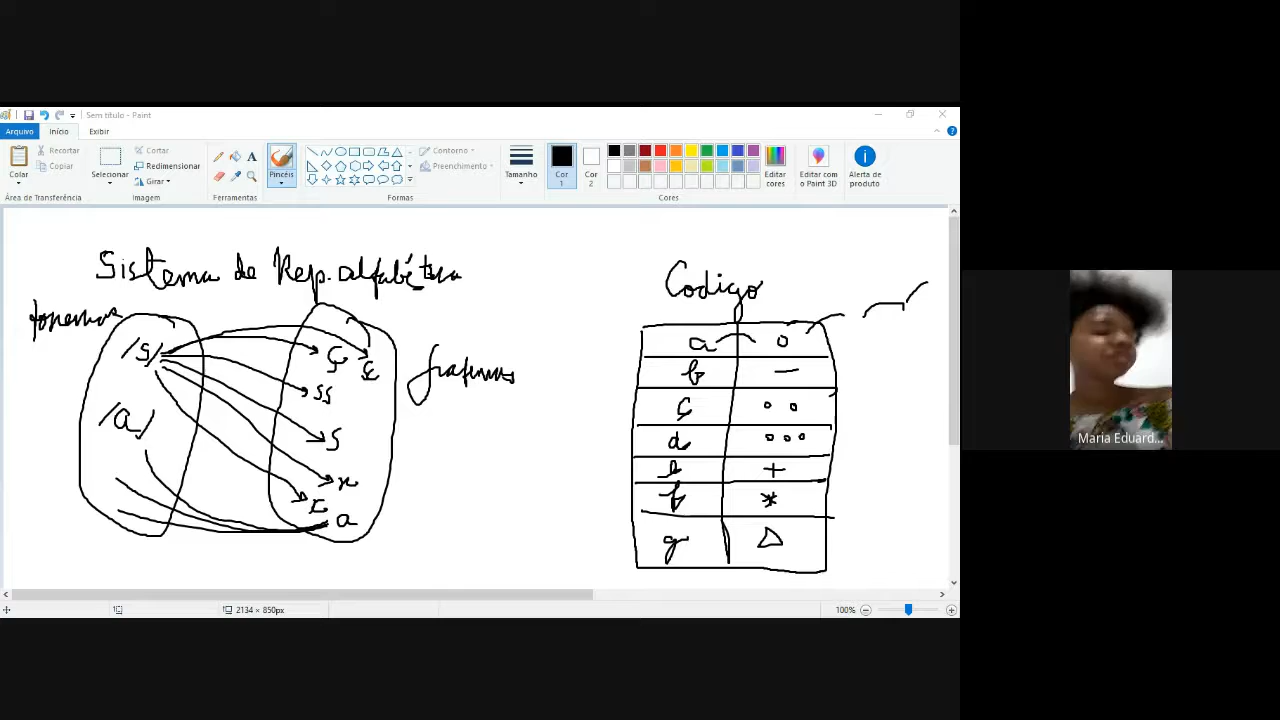 Sem título - Paint
Arquivo Início Exibir
Colar
Recortar
Copiar
Área de Transferência
Selecionar
Cortar
Redimensionar
Girar
Imagem
Ferramentas
Pincéis
Contorno
Preenchimento
Formas
Tamanho
Cor 1
Cor 2
Cores
Editar cores
Editar com o Paint 3D
Alerta de produto
Sistema de Rep. alfabética
fonemas
/S/
/a/
Ç
SS
S
x
a
grafemas
Codigo
a
b
c
d
e
+
f
*
g
2134 × 850px
100%
Maria Eduard...